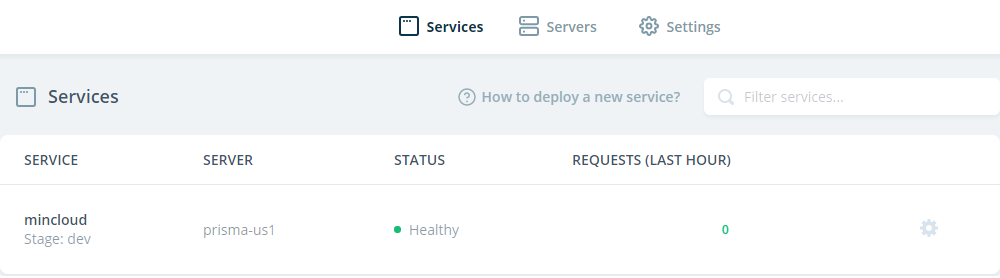 Services Servers Settings
Services How to deploy a new service? Filter services...
SERVICE SERVER STATUS REQUESTS (LAST HOUR)
mincloud
Stage: dev prisma-us1 Healthy 0